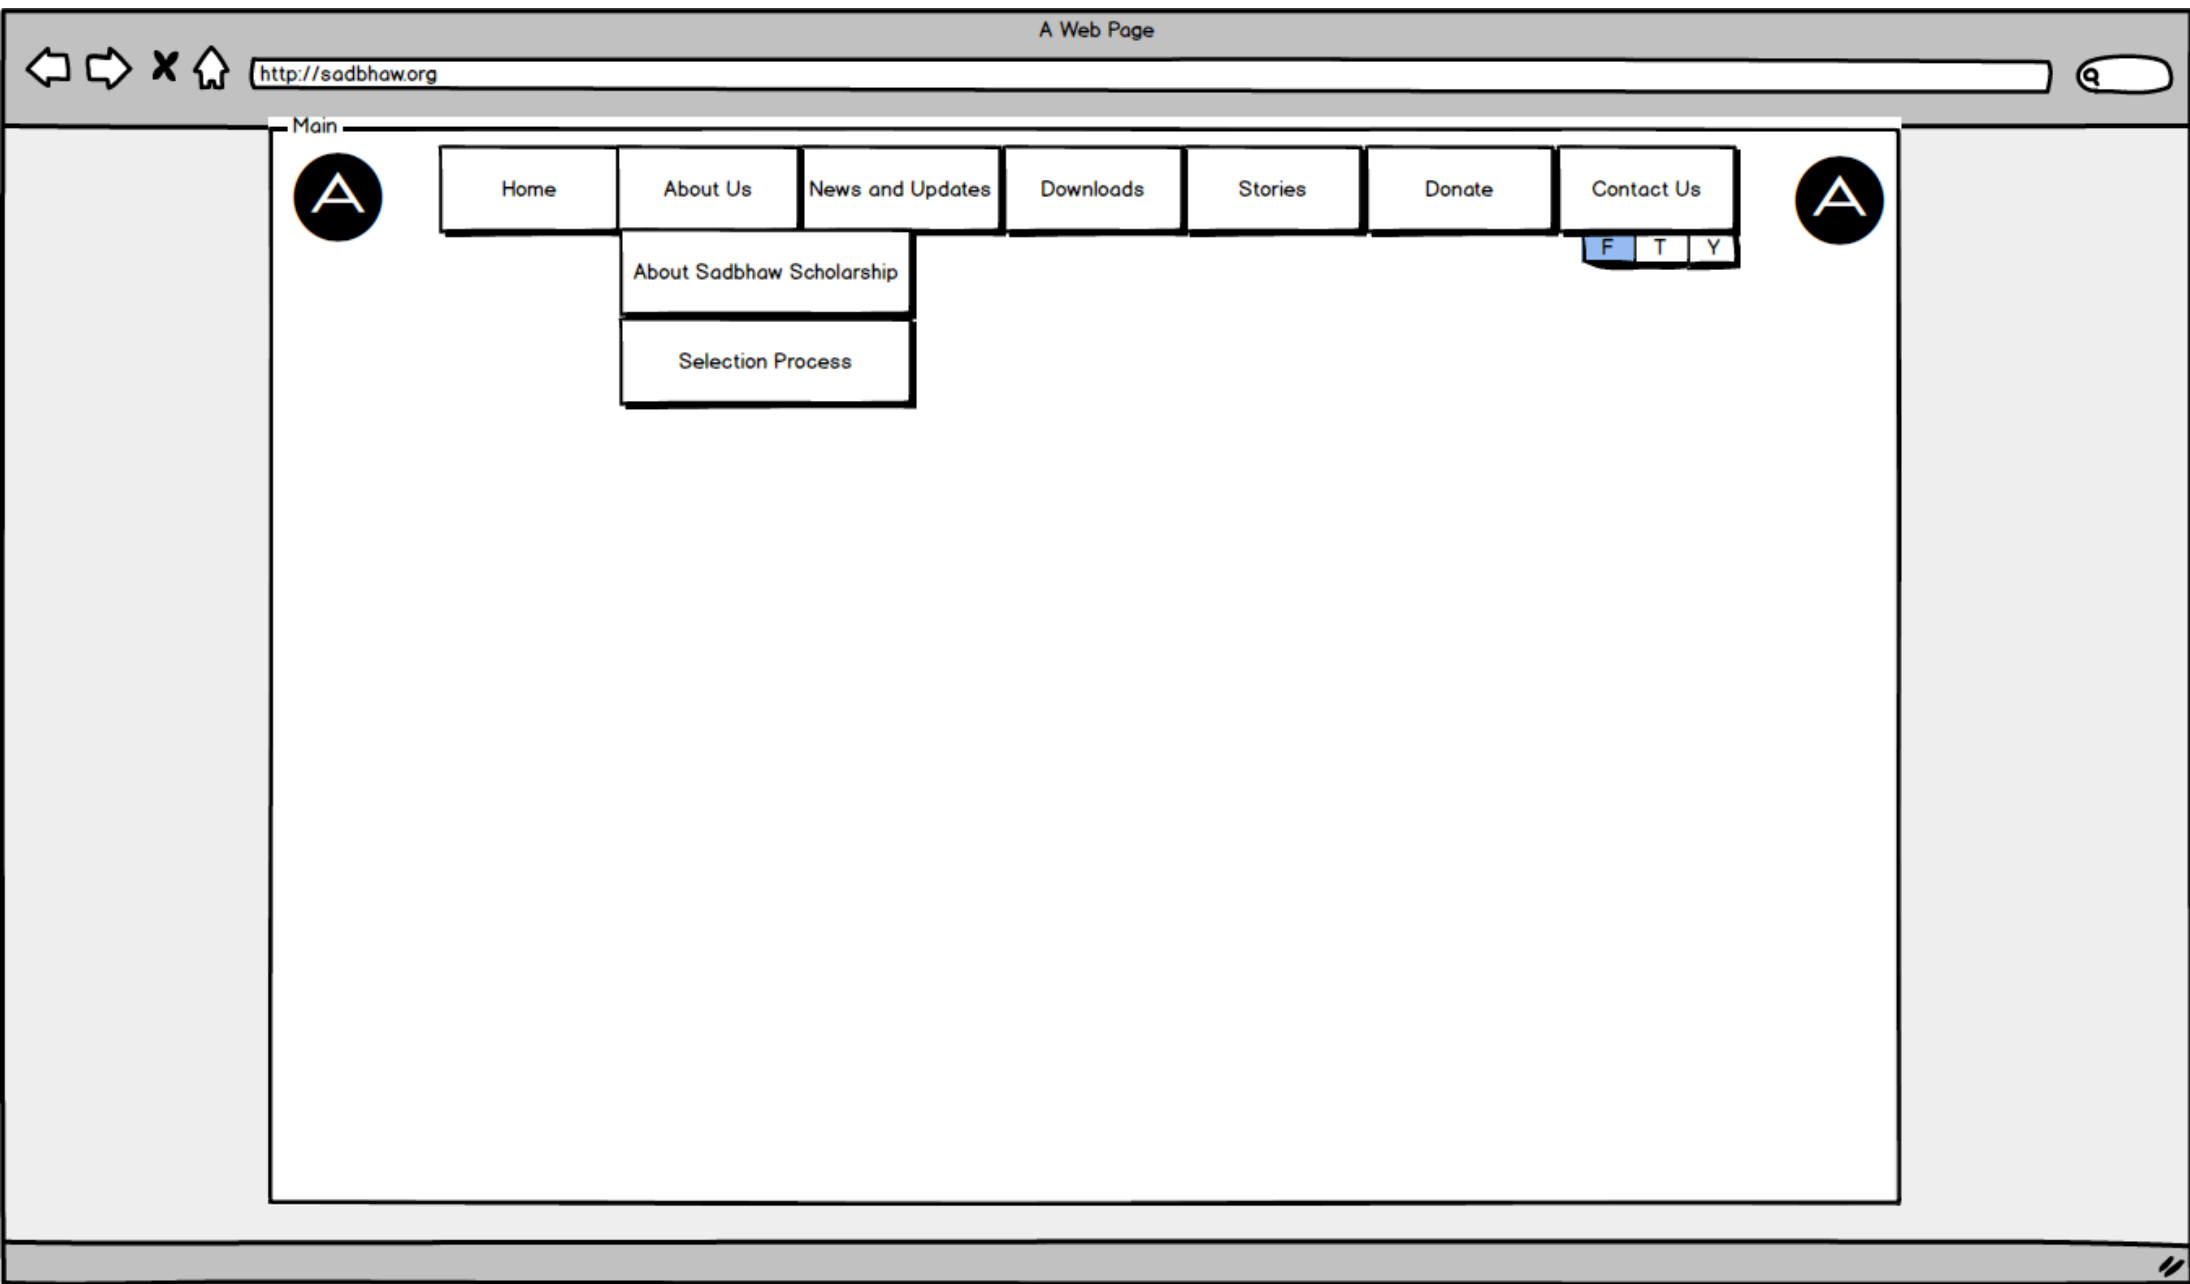 A Web Page
http://sadbhaw.org
Main
A
Home About Us News and Updates Downloads Stories Donate Contact Us
A
F T Y
About Sadbhaw Scholarship
Selection Process